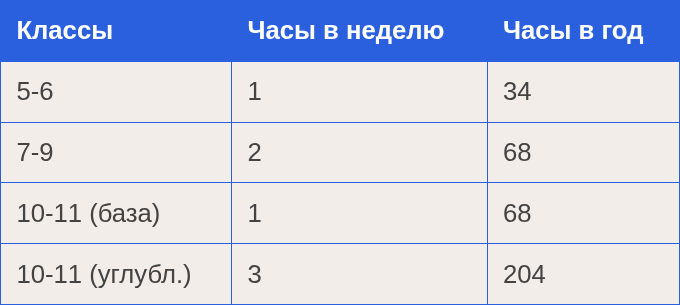 Классы Часы в неделю Часы в год
5-6 1 34
7-9 2 68
10-11 (база) 1 68
10-11 (углубл.) 3 204